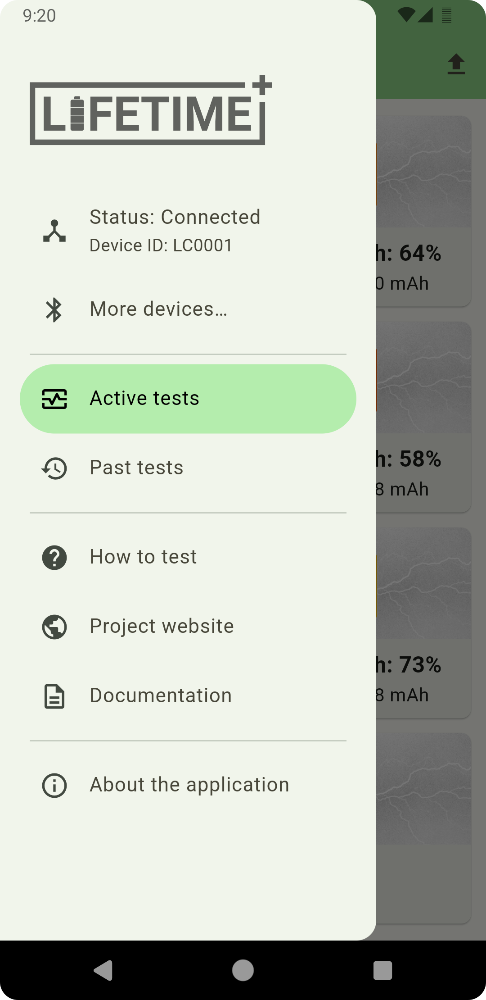 9:20
LIFETIME+
Status: Connected
Device ID: LC0001
More devices…
Active tests
Past tests
How to test
Project website
Documentation
About the application
h: 64%
0 mAh
h: 58%
8 mAh
h: 73%
8 mAh